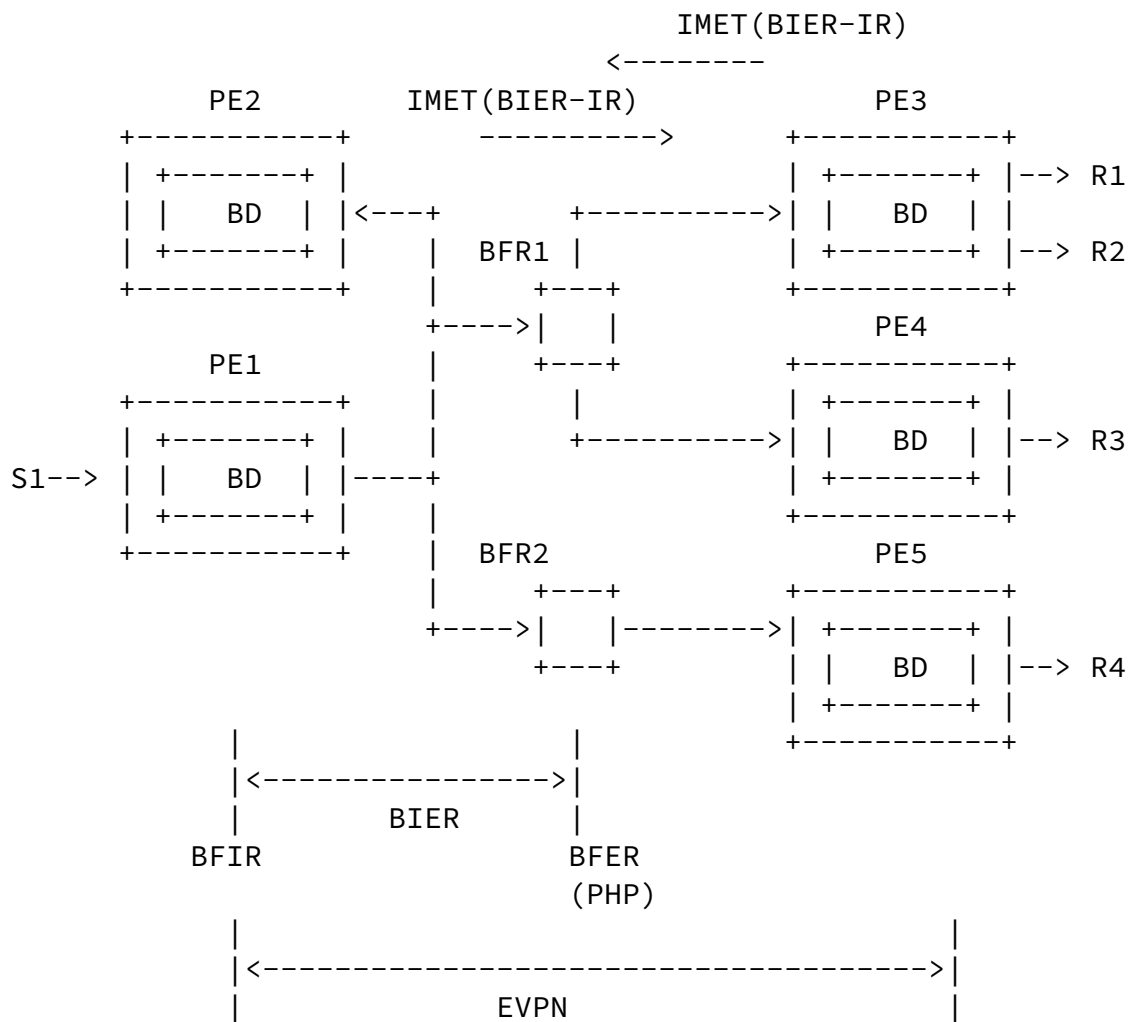 IMET(BIER-IR)
                                 <--------
      PE2        IMET(BIER-IR)                 PE3
 +-----------+       ---------->      +-----------+
 | +-------+ |                        | +-------+ |--> R1
 | |   BD  | |<---+       +---------->| |   BD  | |
 | +-------+ |    |  BFR1 |           | +-------+ |--> R2
 +-----------+    |     +---+         +-----------+
                  +---->|   |              PE4
      PE1         |     +---+         +-----------+
 +-----------+    |       |           | +-------+ |
 | +-------+ |    |       +---------->| |   BD  | |--> R3
S1--> | |   BD  | |----+                   | +-------+ |
 | +-------+ |    |                   +-----------+
 +-----------+    |  BFR2                  PE5
                  |     +---+         +-----------+
                  +---->|   |-------->| +-------+ |
                        +---+         | |   BD  | |--> R4
                                      | +-------+ |
       |                  |           +-----------+
       |<---------------->|
       |        BIER      |
     BFIR               BFER
                        (PHP)
       |                                      |
       |<------------------------------------>|
       |              EVPN                    |